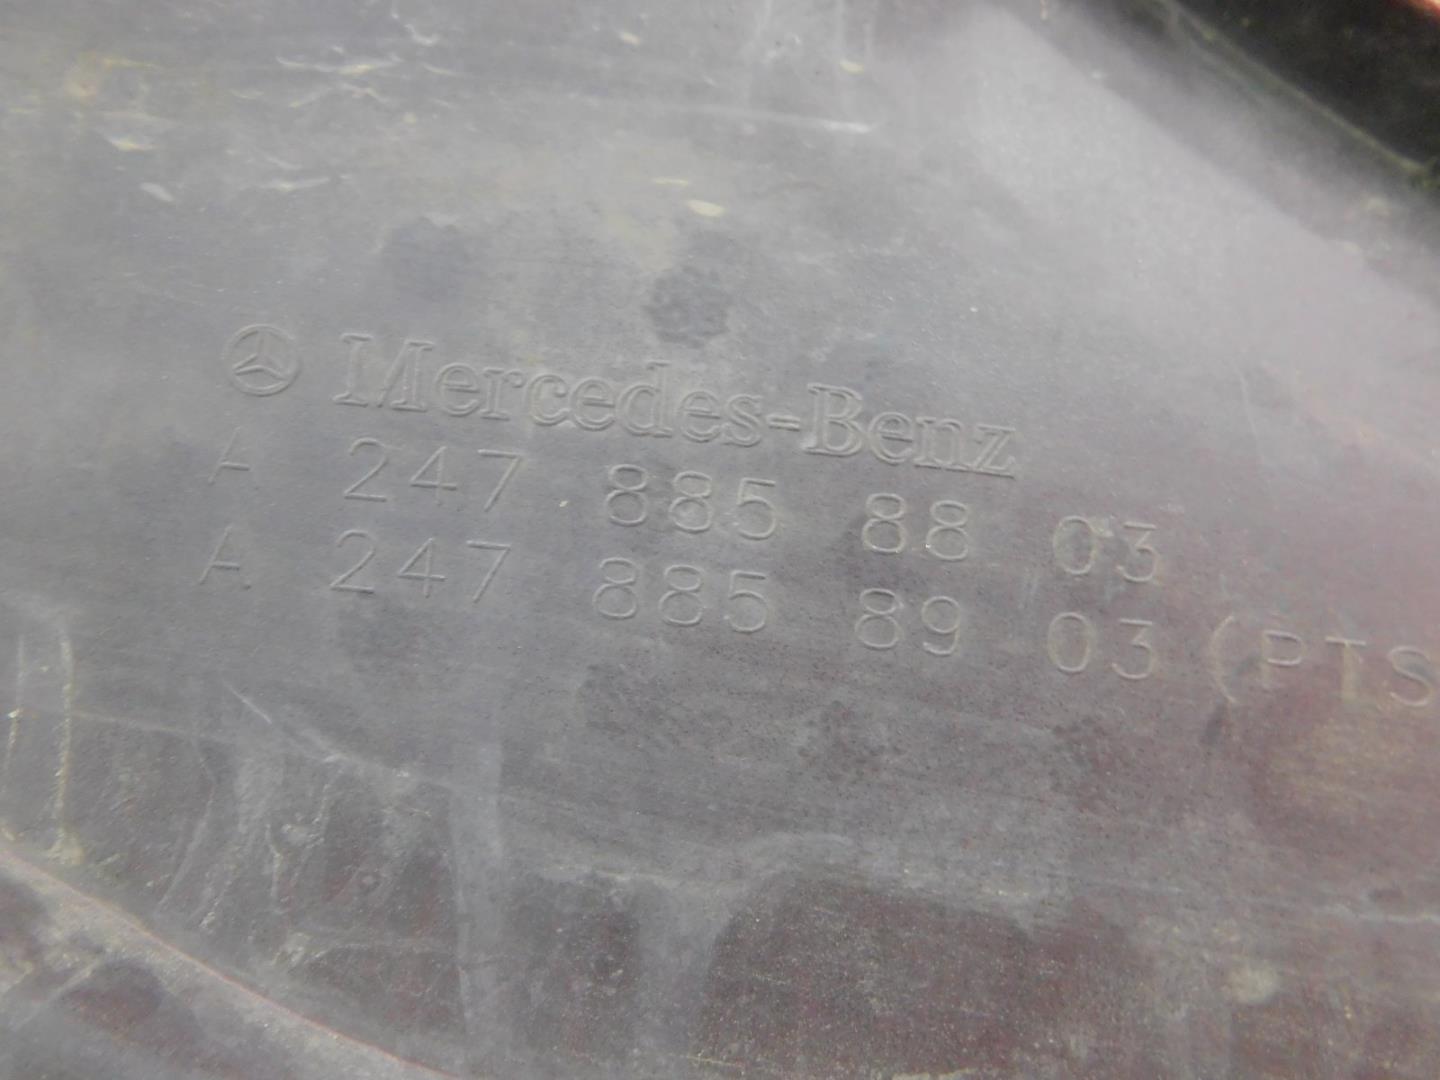 Mercedes-Benz
A 247 885 88 03
A 247 885 89 03 (PTS